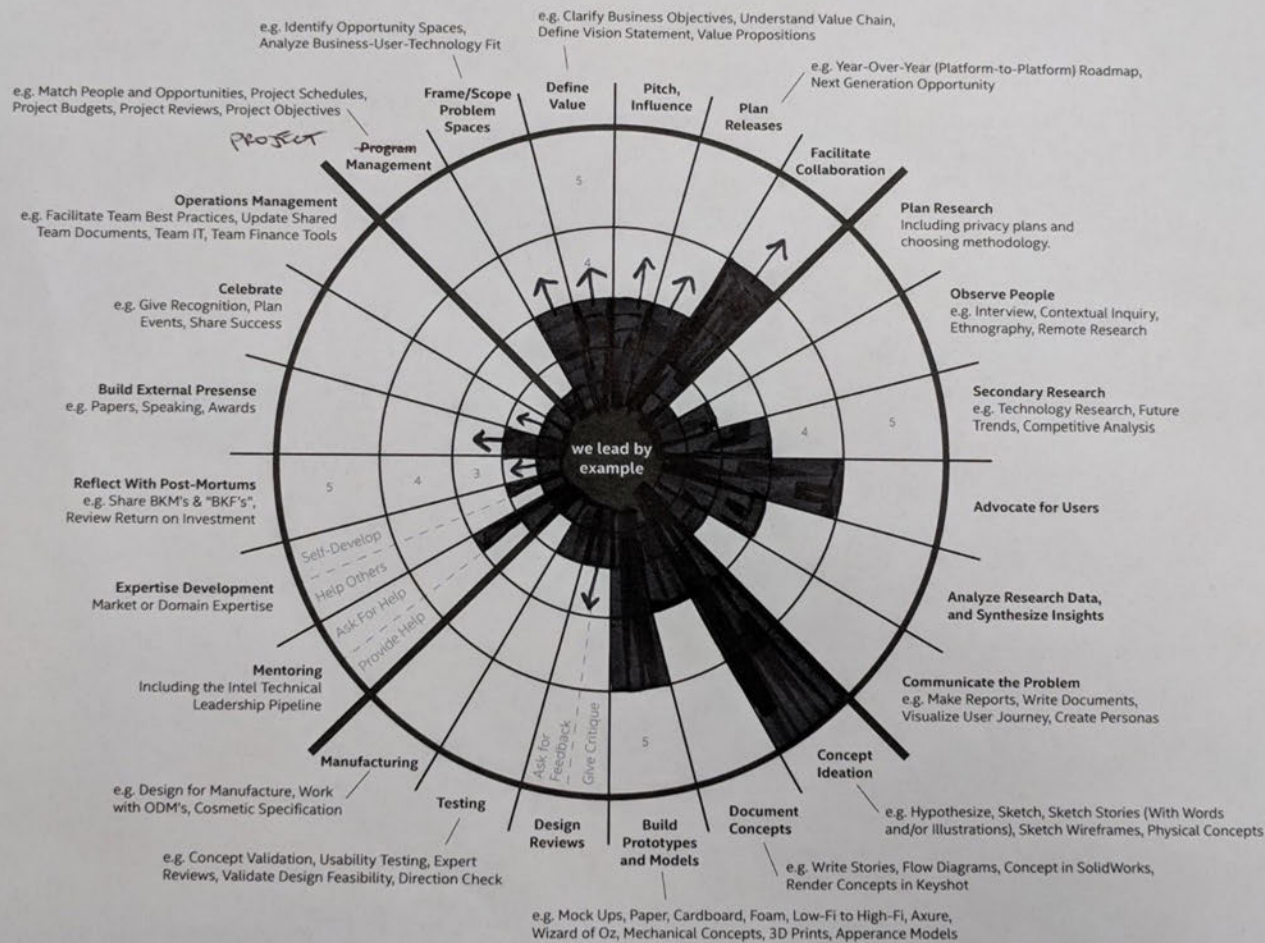 e.g. Identify Opportunity Spaces,
Analyze Business-User-Technology Fit
e.g. Clarify Business Objectives, Understand Value Chain,
Define Vision Statement, Value Propositions
e.g. Year-Over-Year (Platform-to-Platform) Roadmap,
Next Generation Opportunity
e.g. Match People and Opportunities, Project Schedules,
Project Budgets, Project Reviews, Project Objectives
PROJECT
Program
Management
Frame/Scope
Problem
Spaces
Define
Value
Pitch,
Influence
Plan
Releases
Facilitate
Collaboration
Plan Research
Including privacy plans and
choosing methodology.
Observe People
e.g. Interview, Contextual Inquiry,
Ethnography, Remote Research
Secondary Research
e.g. Technology Research, Future
Trends, Competitive Analysis
Advocate for Users
Analyze Research Data,
and Synthesize Insights
Communicate the Problem
e.g. Make Reports, Write Documents,
Visualize User Journey, Create Personas
Concept
Ideation
e.g. Hypothesize, Sketch, Sketch Stories (With Words
and/or Illustrations), Sketch Wireframes, Physical Concepts
Document
Concepts
e.g. Write Stories, Flow Diagrams, Concept in SolidWorks,
Render Concepts in Keyshot
Build
Prototypes
and Models
e.g. Mock Ups, Paper, Cardboard, Foam, Low-Fi to High-Fi, Axure,
Wizard of Oz, Mechanical Concepts, 3D Prints, Apperance Models
Design
Reviews
Testing
e.g. Concept Validation, Usability Testing, Expert
Reviews, Validate Design Feasibility, Direction Check
Manufacturing
e.g. Design for Manufacture, Work
with ODM's, Cosmetic Specification
Mentoring
Including the Intel Technical
Leadership Pipeline
Expertise Development
Market or Domain Expertise
Reflect With Post-Mortums
e.g. Share BKM's & "BKF's",
Review Return on Investment
Build External Presense
e.g. Papers, Speaking, Awards
Celebrate
e.g. Give Recognition, Plan
Events, Share Success
Operations Management
e.g. Facilitate Team Best Practices, Update Shared
Team Documents, Team IT, Team Finance Tools
we lead by
example
5
4
4
5
5
4
3
5
Self-Develop
Help Others
Ask For Help
Provide Help
Ask for
Feedback
Give Critique